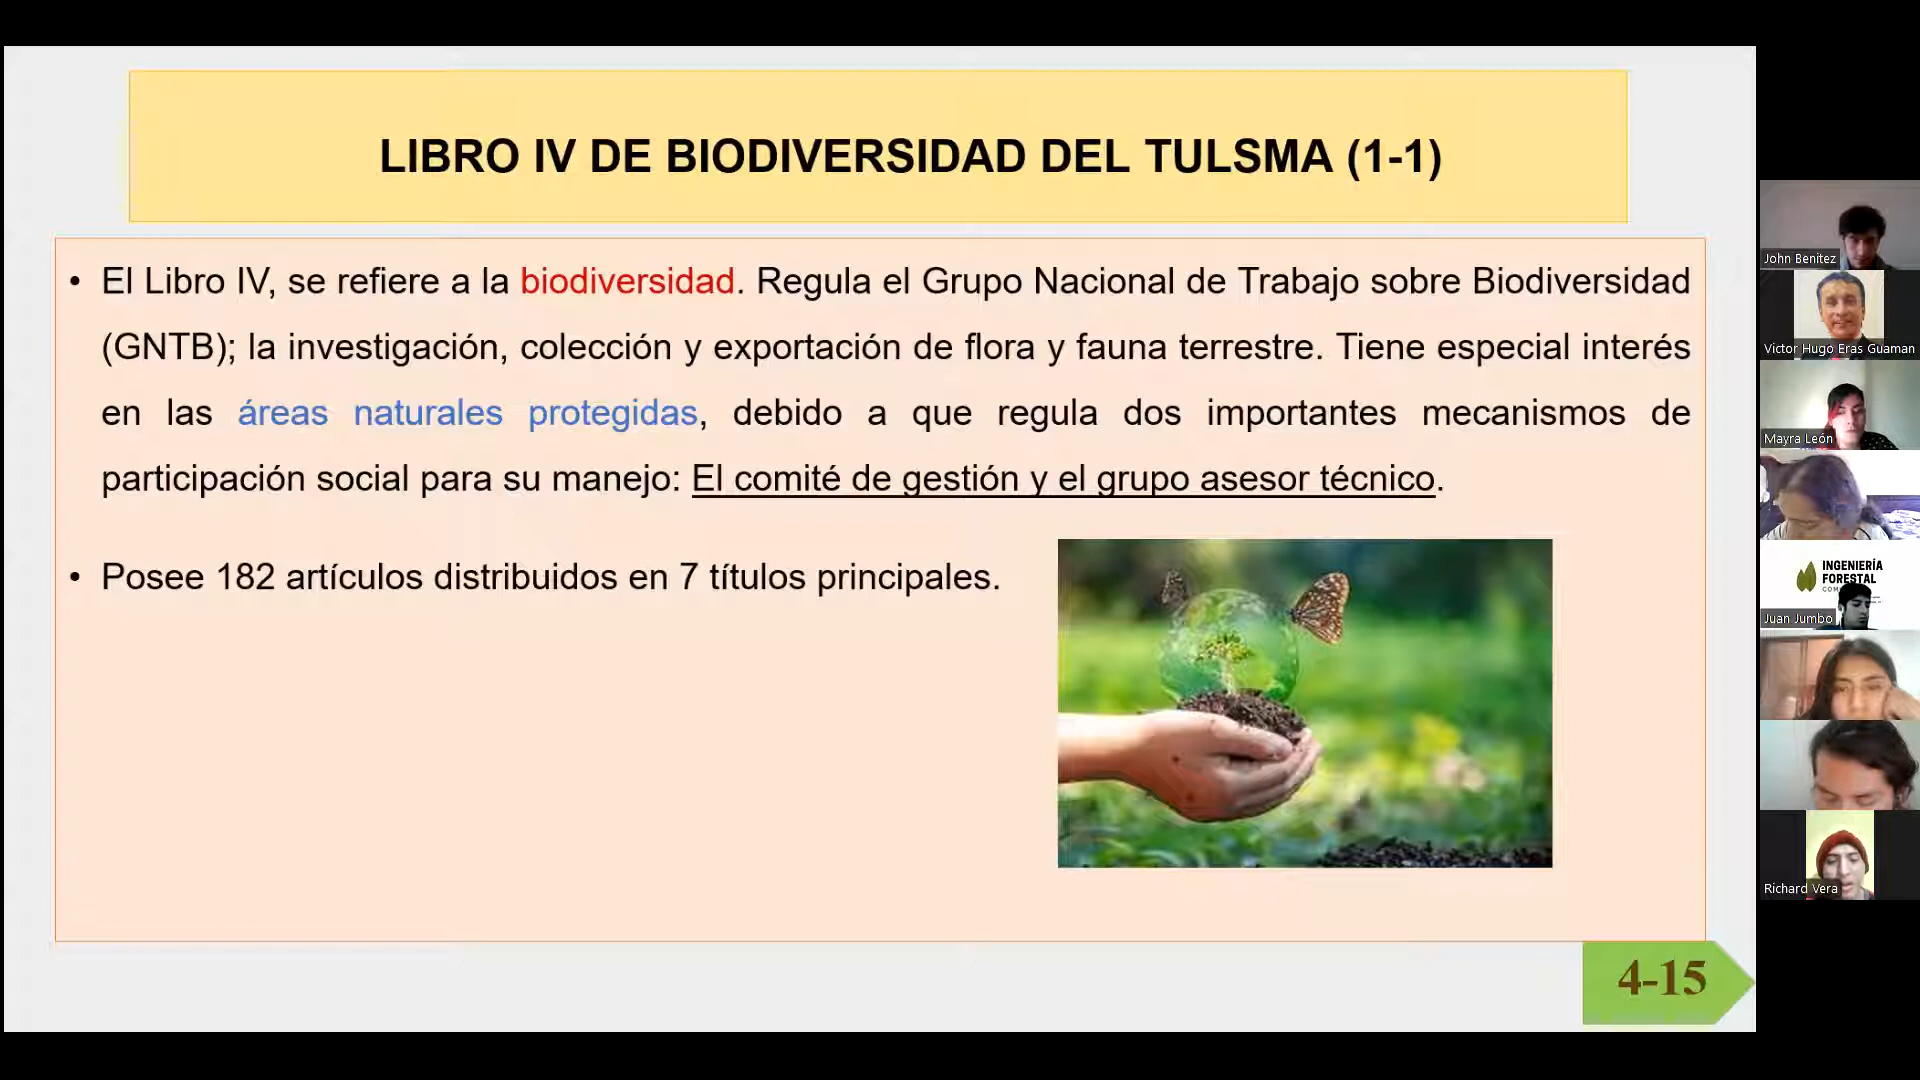 LIBRO IV DE BIODIVERSIDAD DEL TULSMA (1-1)
• El Libro IV, se refiere a la biodiversidad. Regula el Grupo Nacional de Trabajo sobre Biodiversidad
(GNTB); la investigación, colección y exportación de flora y fauna terrestre. Tiene especial interés
en las áreas naturales protegidas, debido a que regula dos importantes mecanismos de
participación social para su manejo: El comité de gestión y el grupo asesor técnico.
• Posee 182 artículos distribuidos en 7 títulos principales.
4-15
John Benitez
Victor Hugo Eras Guaman
Mayra León
INGENIERÍA
FORESTAL
Juan Jumbo
Richard Vera